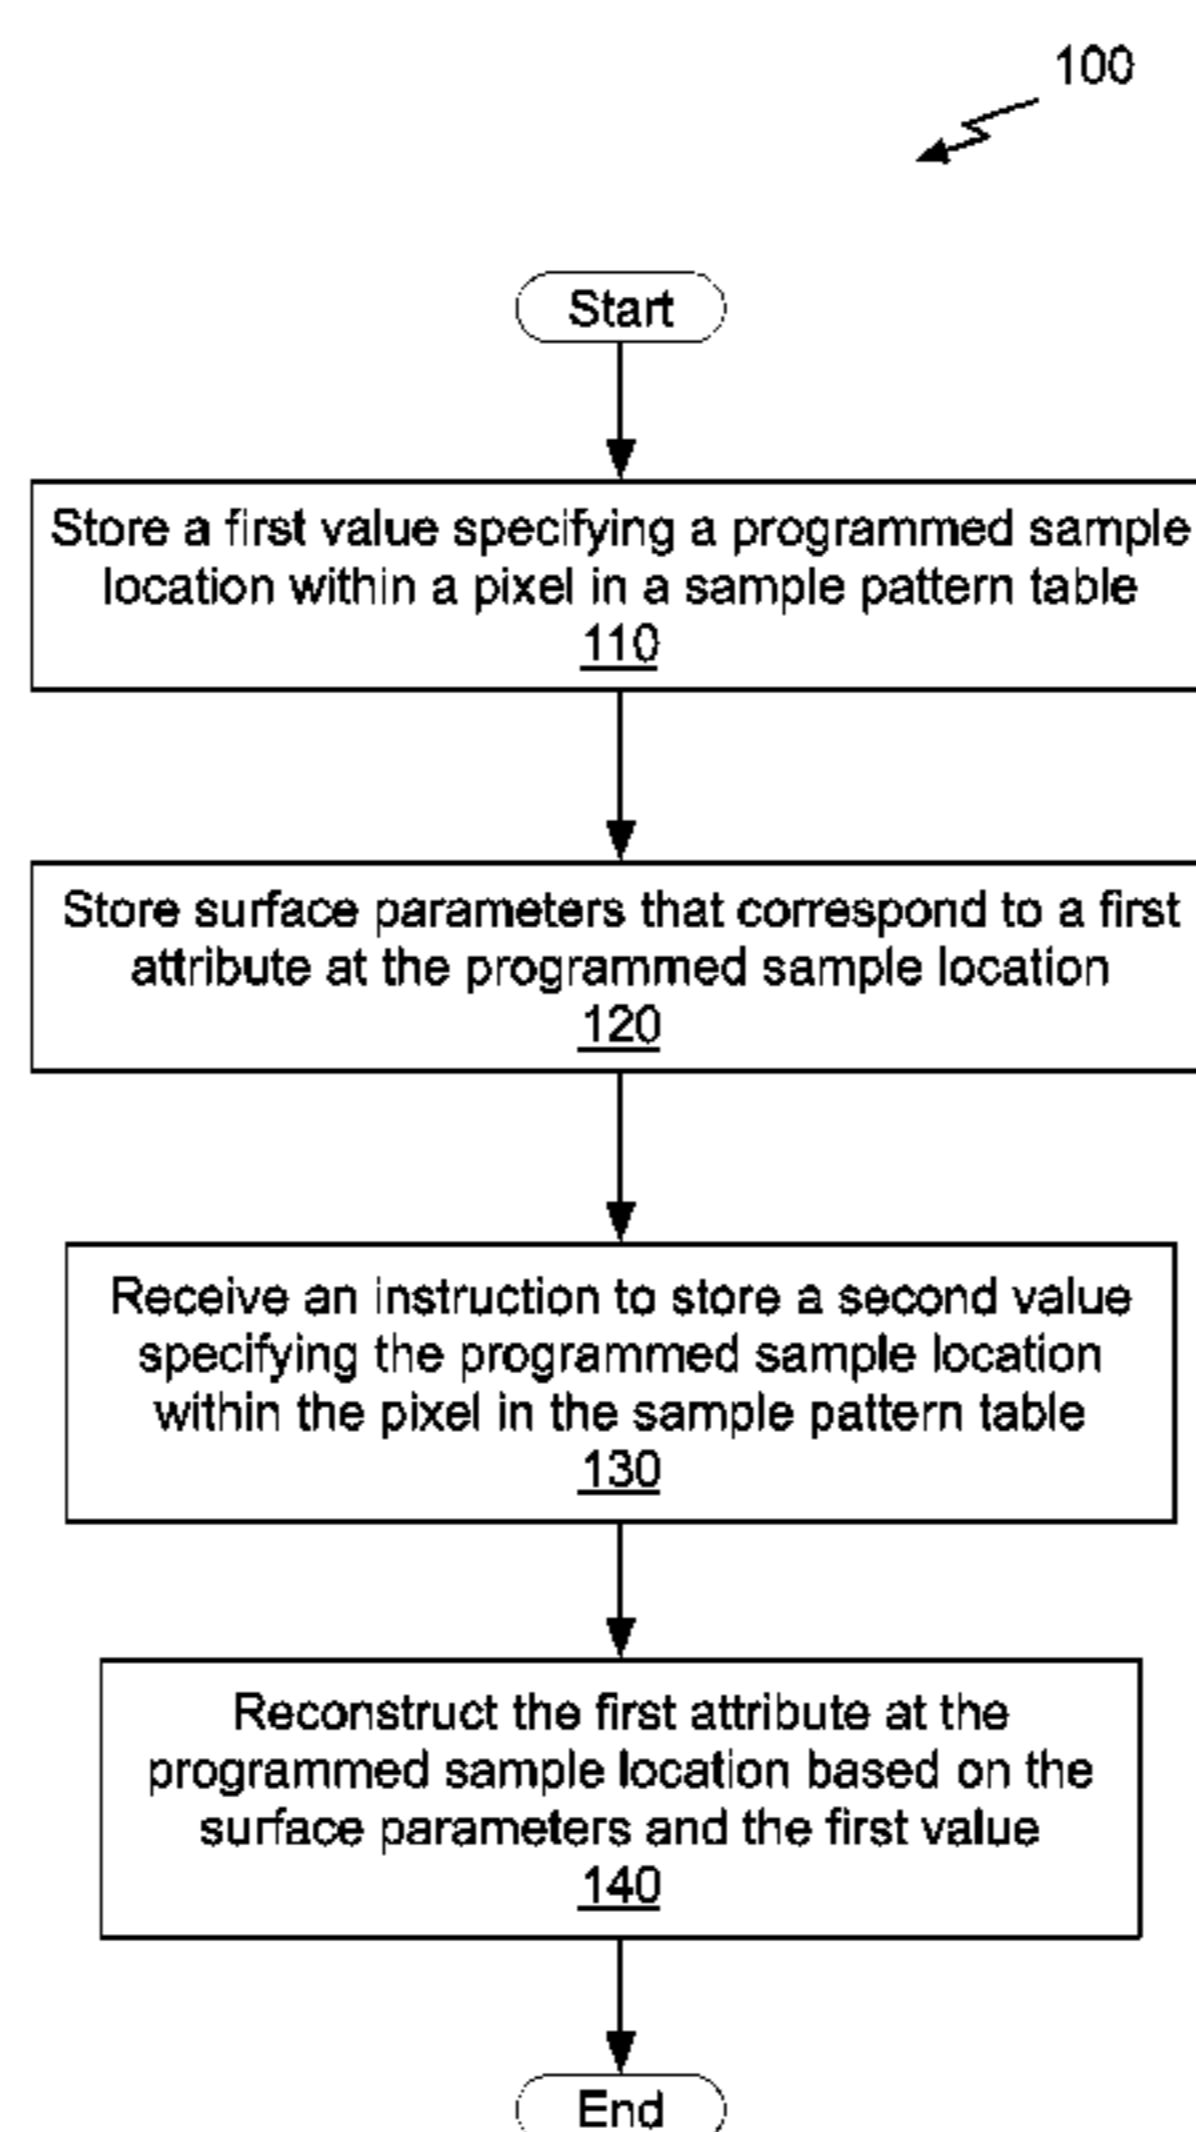 100
Start
Store a first value specifying a programmed sample
location within a pixel in a sample pattern table
110
Store surface parameters that correspond to a first
attribute at the programmed sample location
120
Receive an instruction to store a second value
specifying the programmed sample location
within the pixel in the sample pattern table
130
Reconstruct the first attribute at the
programmed sample location based on the
surface parameters and the first value
140
End